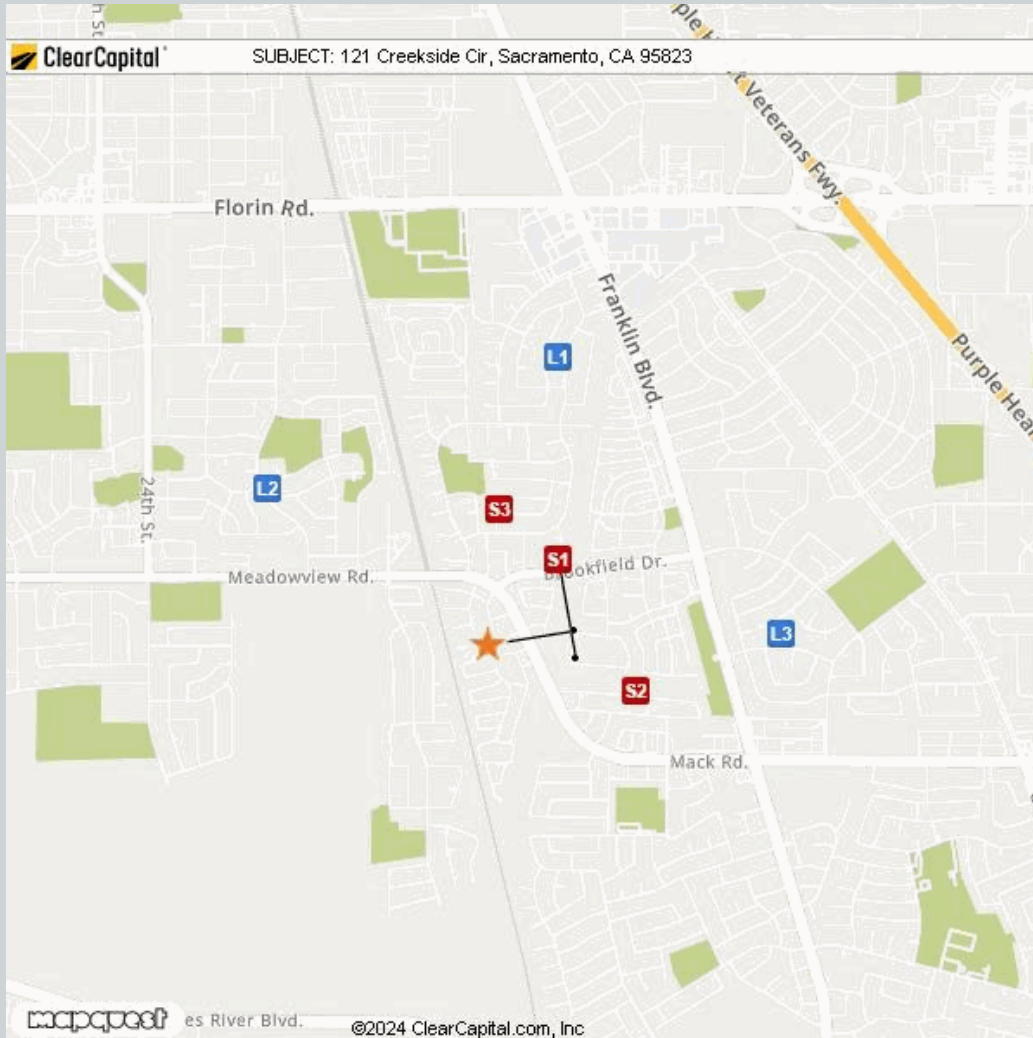 ClearCapital
SUBJECT: 121 Creekside Cir, Sacramento, CA 95823
Veterans Fwy.
Florin Rd.
Franklin Blvd.
Purple Hear
L1
L2
24th St.
S3
S1
Brookfield Dr.
Meadowview Rd.
L3
S2
Mack Rd.
mapquest
es River Blvd.
©2024 ClearCapital.com, Inc